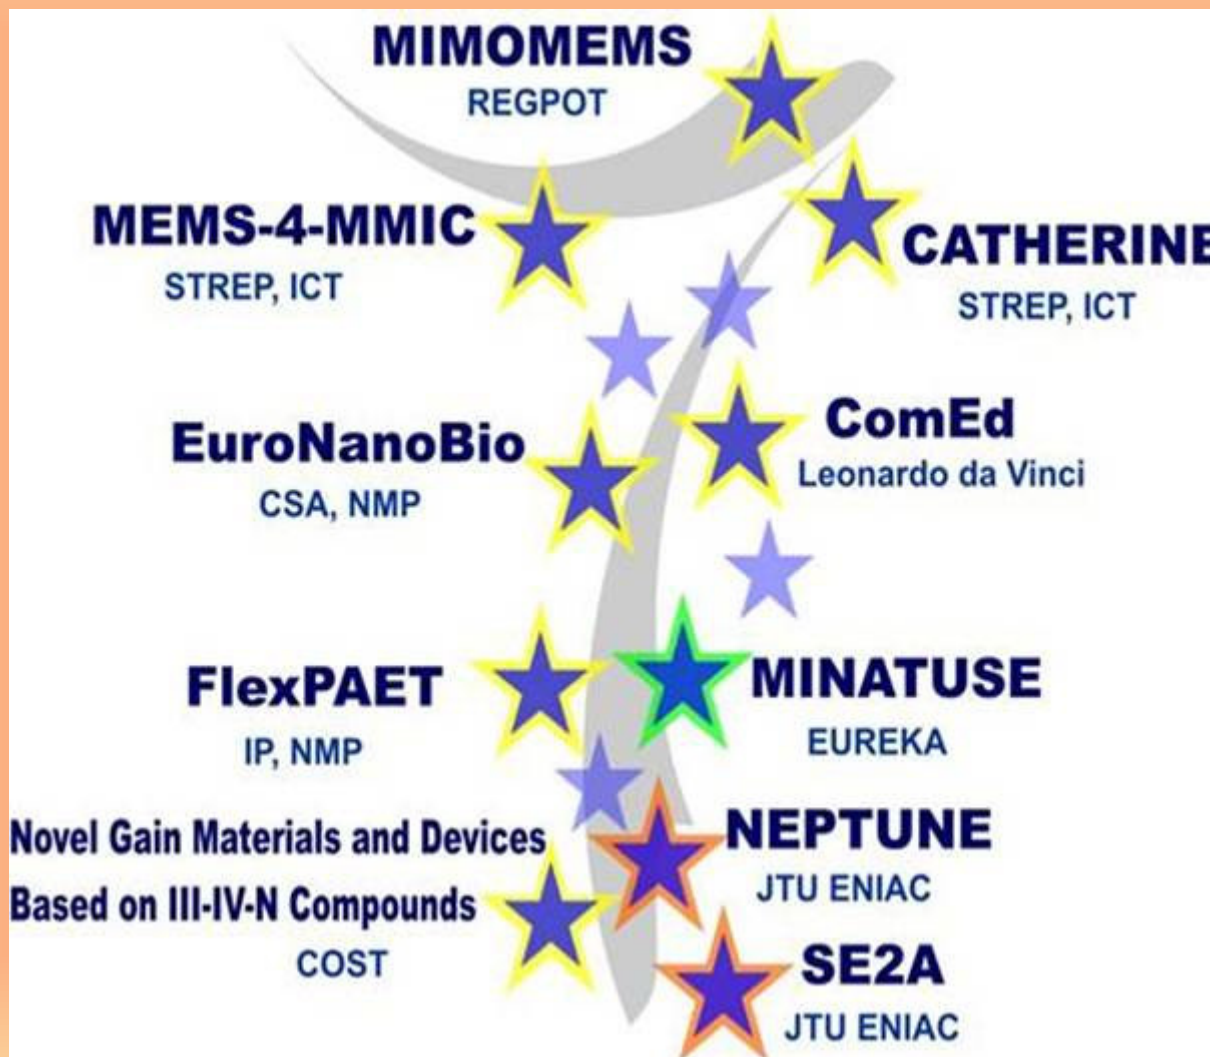 MIMOMEMS
REGPOT
MEMS-4-MMIC
STREP, ICT
CATHERINE
STREP, ICT
EuroNanoBio
CSA, NMP
ComEd
Leonardo da Vinci
FlexPAET
IP, NMP
MINATUSE
EUREKA
Novel Gain Materials and Devices
Based on III-IV-N Compounds
COST
NEPTUNE
JTU ENIAC
SE2A
JTU ENIAC